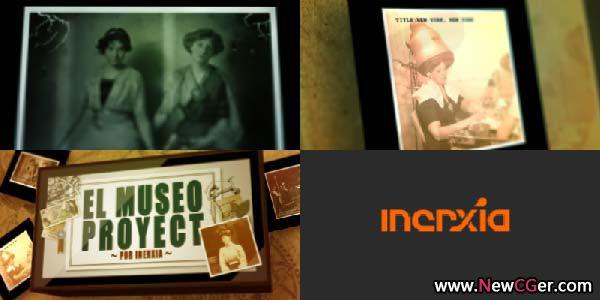 TITLE NEW YORK, NEW YORK
EL MUSEO
PROYECT
~ POR INERXIA ~
inerxia
www.NewCGer.com